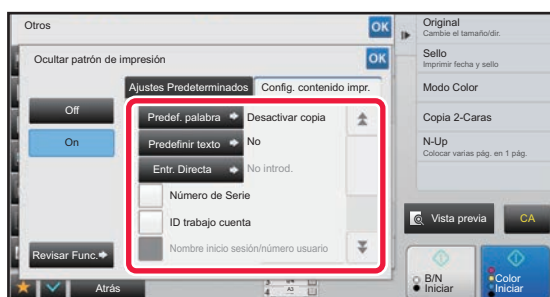 Otros
OK
Ocultar patrón de impresión
OK
Ajustes Predeterminados
Config. contenido impr.
Off
On
Predef. palabra
Desactivar copia
Predefinir texto
No
Entr. Directa
No introd.
Número de Serie
ID trabajo cuenta
Nombre inicio sesión/número usuario
Revisar Func.
Atrás
Original
Cambie el tamaño/dir.
Sello
Imprimir fecha y sello
Modo Color
Copia 2-Caras
N-Up
Colocar varias pág. en 1 pág.
Vista previa
CA
B/N
Iniciar
Color
Iniciar